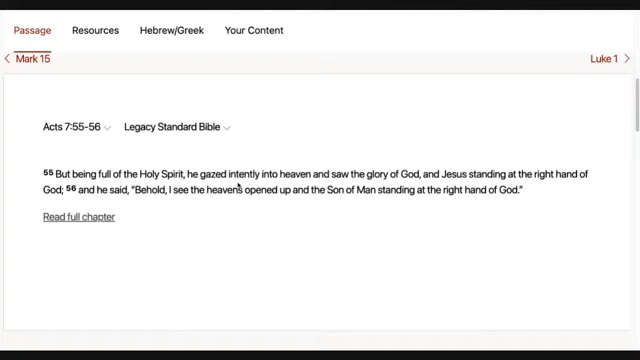 Passage Resources Hebrew/Greek Your Content
Mark 15 Luke 1
Acts 7:55-56 Legacy Standard Bible
55 But being full of the Holy Spirit, he gazed intently into heaven and saw the glory of God, and Jesus standing at the right hand of
God; 56 and he said, “Behold, I see the heavens opened up and the Son of Man standing at the right hand of God.”
Read full chapter